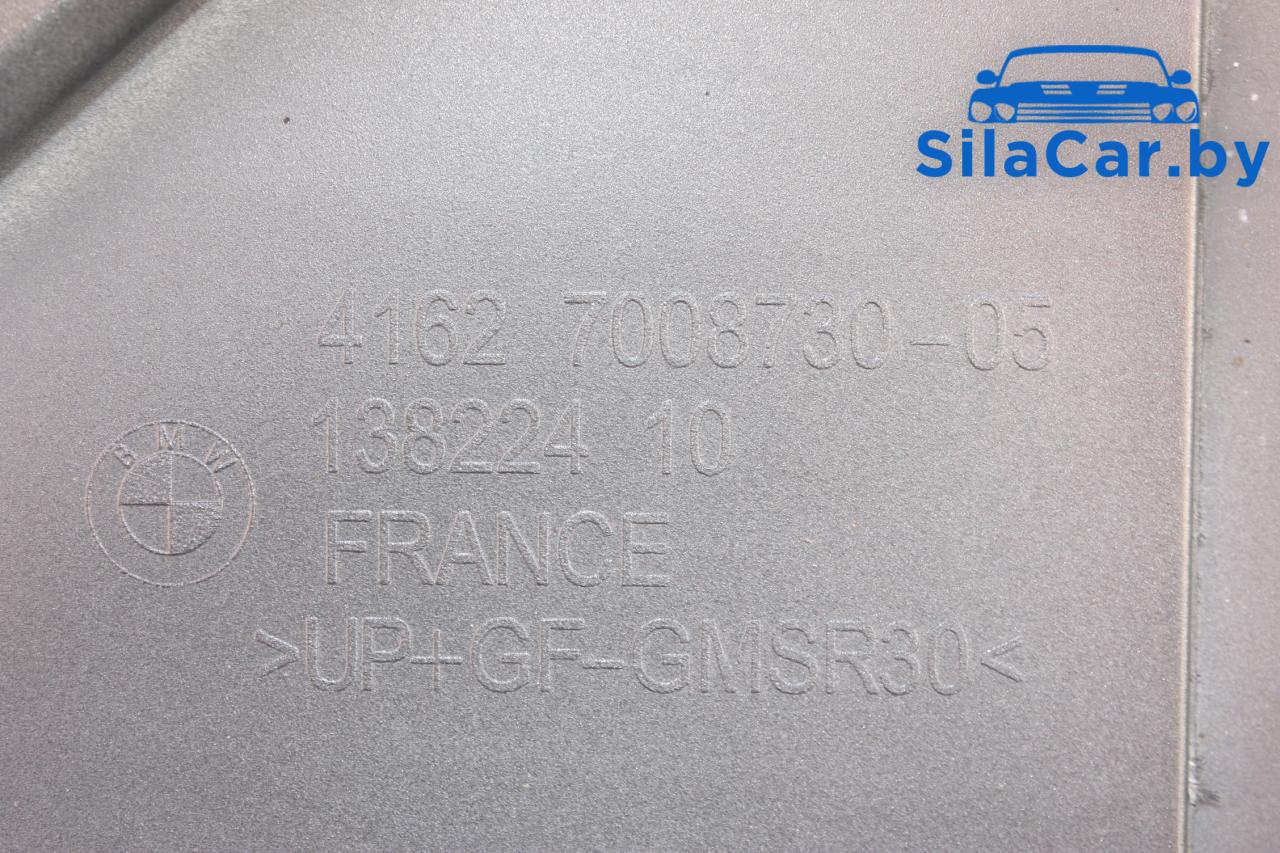 SilaCar.by
4162 7008730-05
138224 10
BMW
FRANCE
>UP+GF-GMSR30<